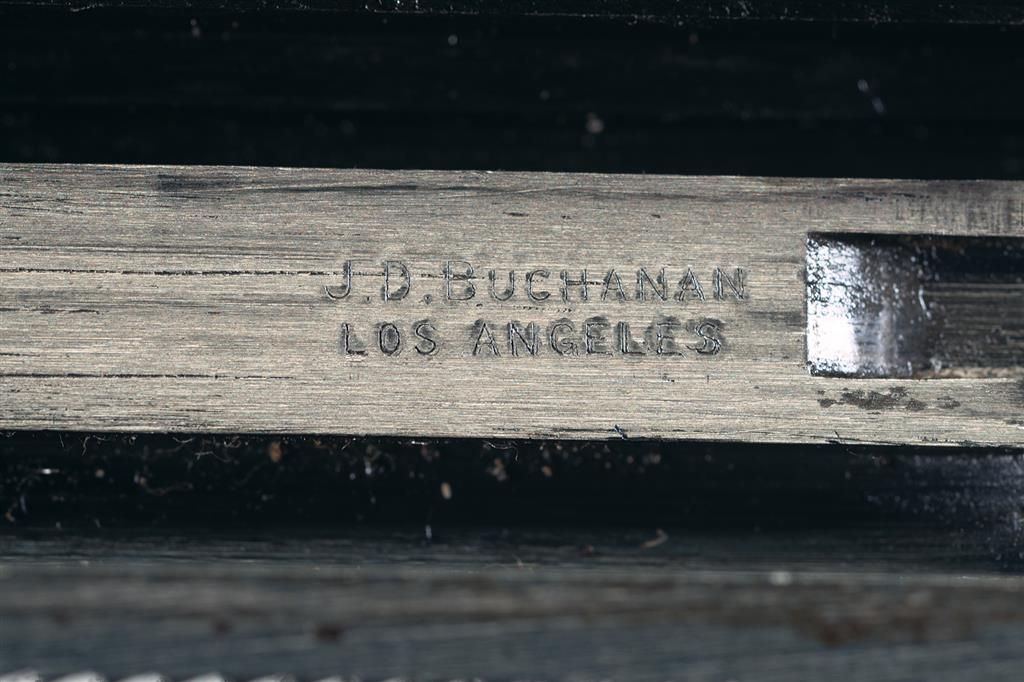 J.D. BUCHANAN
LOS ANGELES